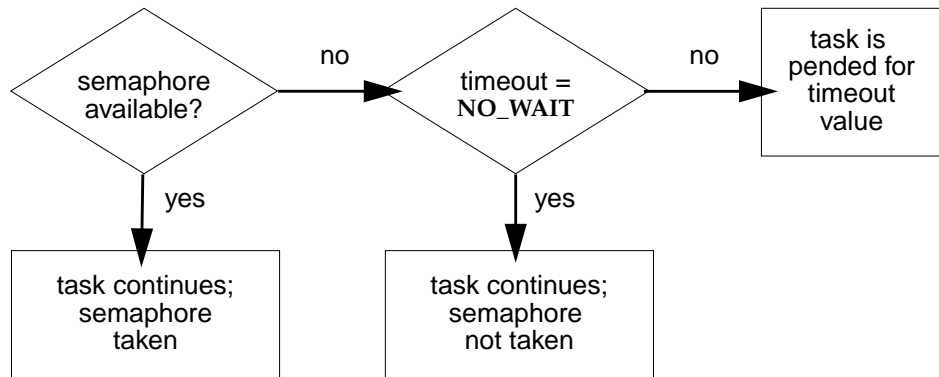 semaphore
available?
no
timeout =
NO_WAIT
no
task is
pended for
timeout
value
yes
yes
task continues;
semaphore
taken
task continues;
semaphore
not taken